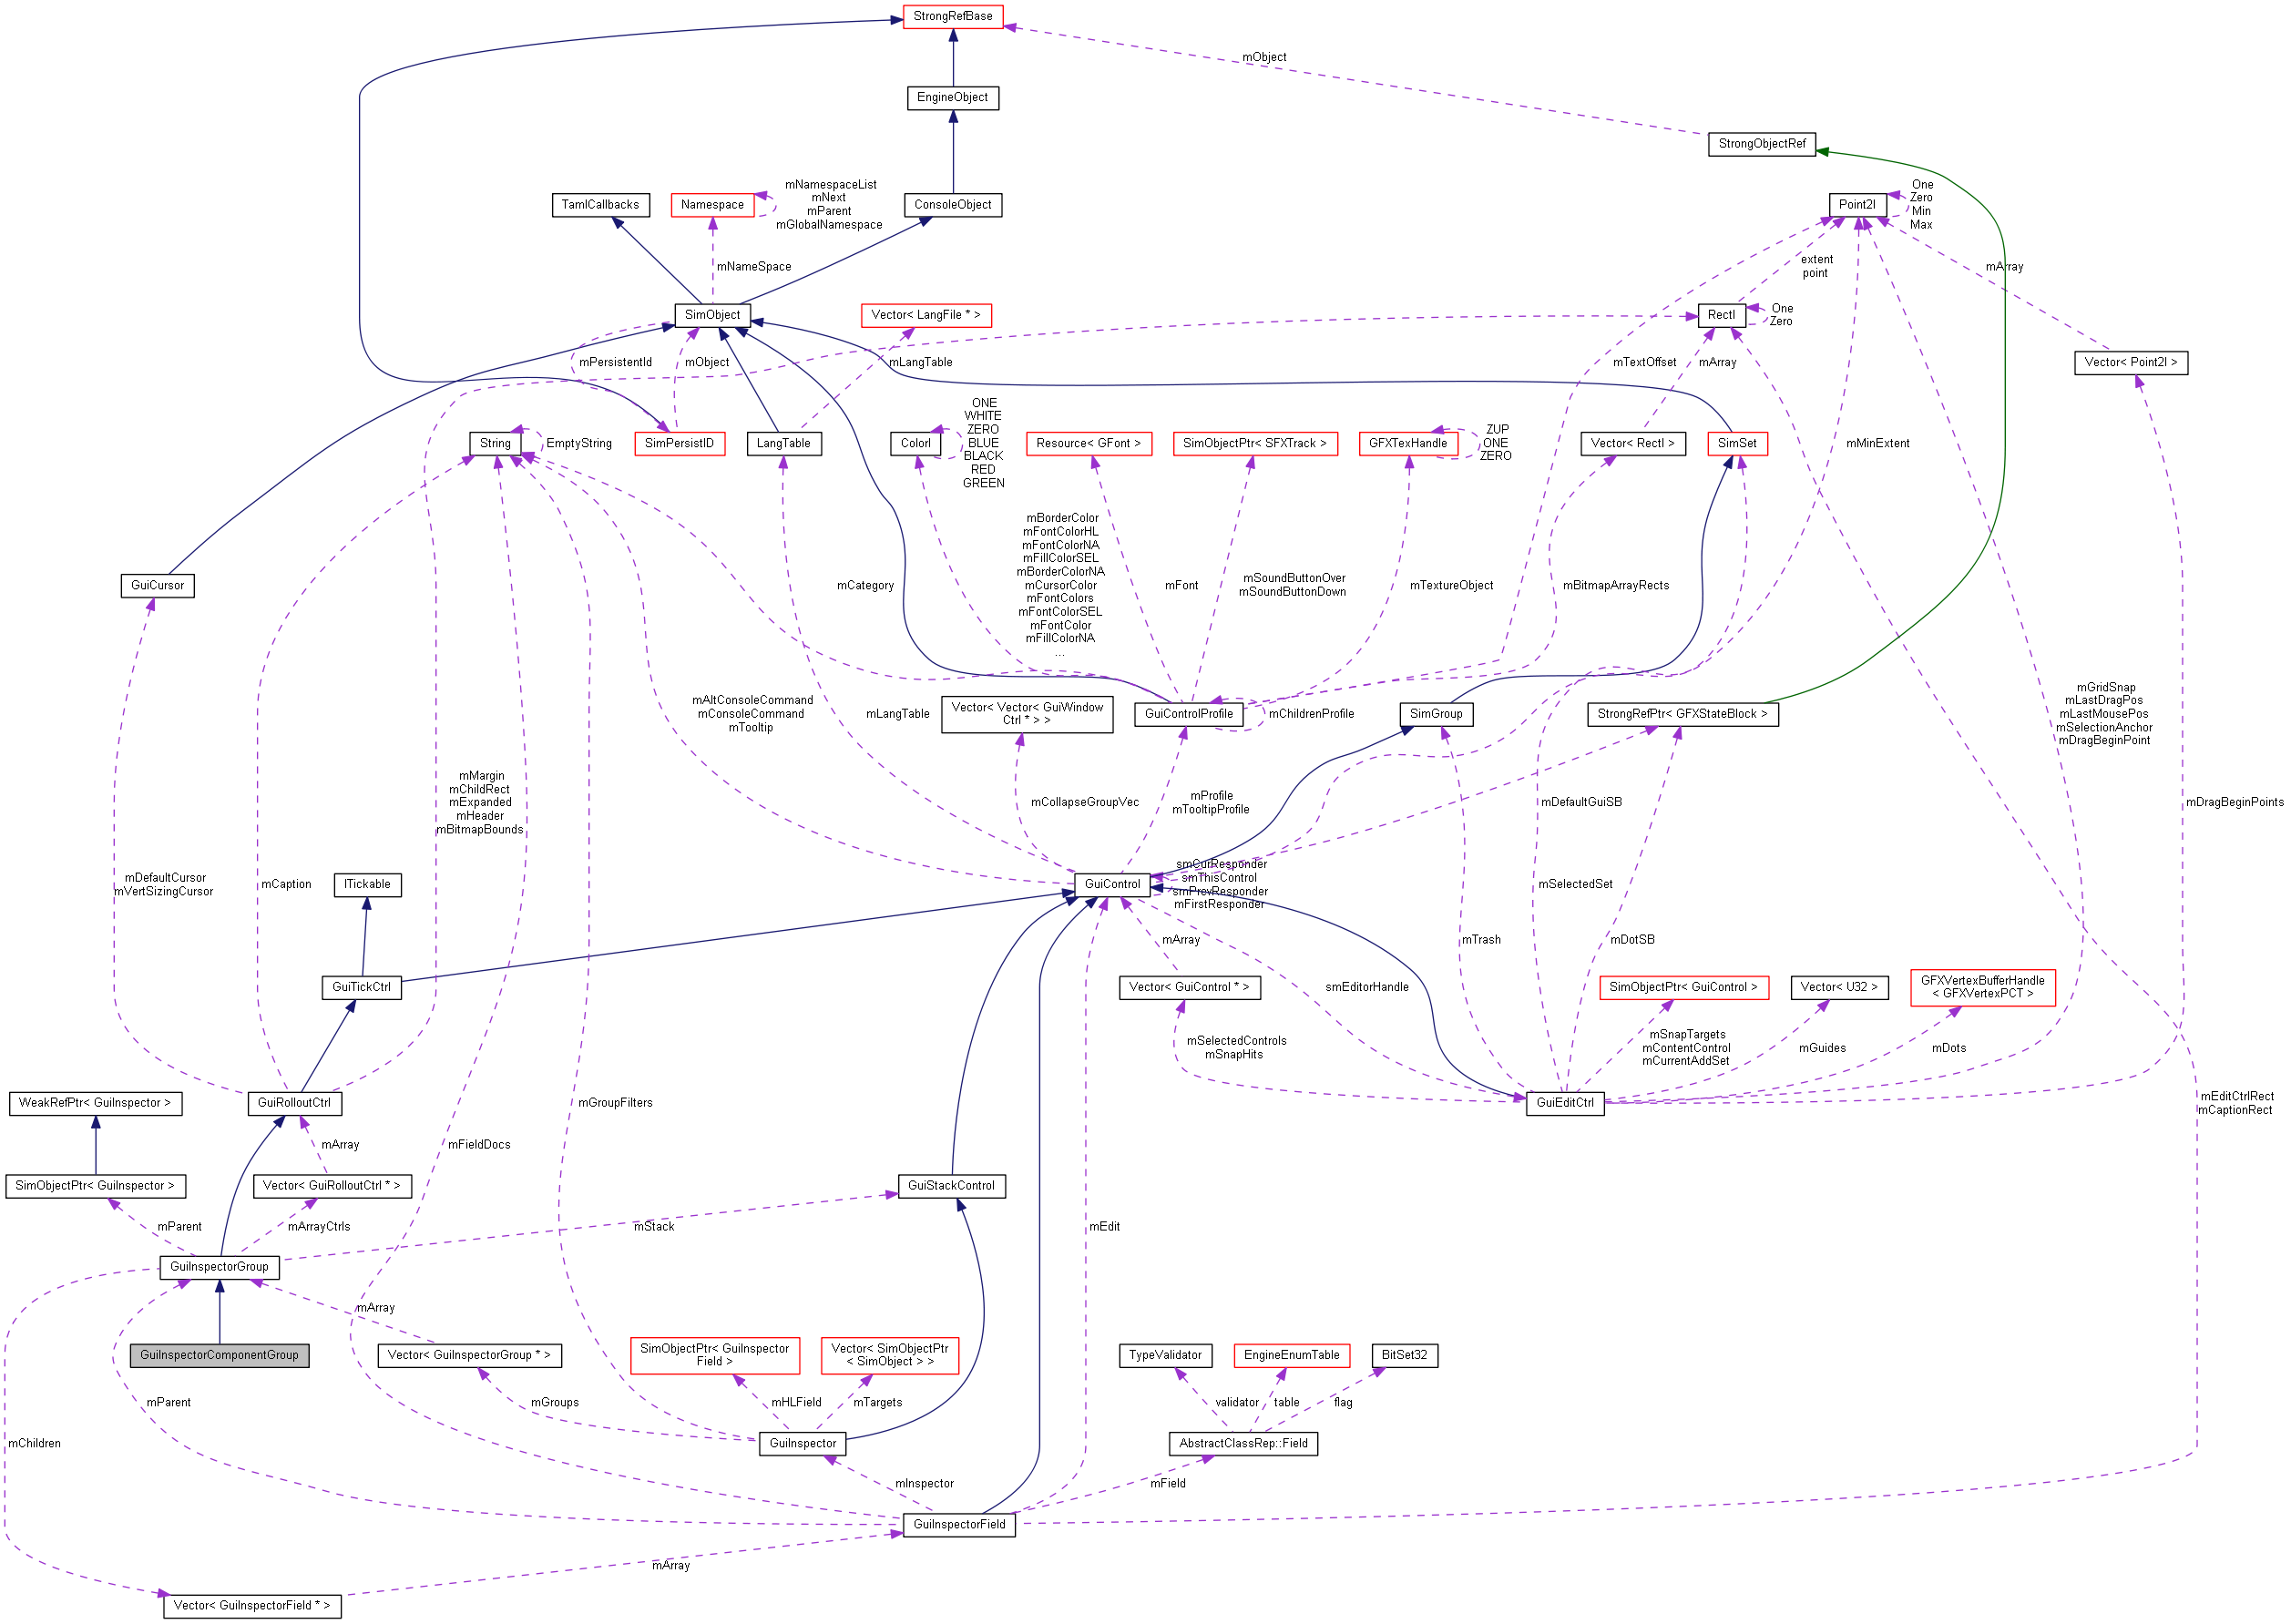 StrongRefBase
mObject
EngineObject
StrongObjectRef
mNamespaceList
mNext
mParent
mGlobalNamespace
One
Zero
Min
Max
TamlCallbacks
Namespace
ConsoleObject
Point2I
mNameSpace
extent
point
mArray
SimObject
Vector< LangFile * >
RectI
One
Zero
mPersistentId
mObject
mLangTable
mTextOffset
mArray
Vector< Point2I >
ONE
WHITE
ZERO
BLUE
BLACK
RED
GREEN
String
EmptyString
SimPersistID
LangTable
ColorI
Resource< GFont >
SimObjectPtr< SFXTrack >
GFXTexHandle
ZUP
ONE
ZERO
Vector< RectI >
SimSet
mMinExtent
GuiCursor
mCategory
mBorderColor
mFontColorHL
mFontColorNA
mFillColorSEL
mBorderColorNA
mCursorColor
mFontColors
mFontColorSEL
mFontColor
mFillColorNA
...
mFont
mSoundButtonOver
mSoundButtonDown
mTextureObject
mBitmapArrayRects
mAltConsoleCommand
mConsoleCommand
mTooltip
mLangTable
Vector< Vector< GuiWindow
Ctrl * > >
GuiControlProfile
mChildrenProfile
SimGroup
StrongRefPtr< GFXStateBlock >
mGridSnap
mLastDragPos
mLastMousePos
mSelectionAnchor
mDragBeginPoint
mMargin
mChildRect
mExpanded
mHeader
mBitmapBounds
mCollapseGroupVec
mProfile
mTooltipProfile
mDefaultGuiSB
mDragBeginPoints
mDefaultCursor
mVertSizingCursor
ITickable
mCaption
GuiControl
smCurResponder
smThisControl
smPrevResponder
mFirstResponder
mSelectedSet
mArray
mTrash
mDotSB
GuiTickCtrl
Vector< GuiControl * >
smEditorHandle
SimObjectPtr< GuiControl >
Vector< U32 >
GFXVertexBufferHandle
< GFXVertexPCT >
mSelectedControls
mSnapHits
mSnapTargets
mContentControl
mCurrentAddSet
mGuides
mDots
WeakRefPtr< GuiInspector >
GuiRolloutCtrl
mGroupFilters
GuiEditCtrl
mEditCtrlRect
mCaptionRect
mArray
mFieldDocs
SimObjectPtr< GuiInspector >
Vector< GuiRolloutCtrl * >
GuiStackControl
mParent
mArrayCtrls
mStack
mEdit
GuiInspectorGroup
mArray
GuiInspectorComponentGroup
Vector< GuiInspectorGroup * >
SimObjectPtr< GuiInspector
Field >
Vector< SimObjectPtr
< SimObject > >
TypeValidator
EngineEnumTable
BitSet32
mParent
mGroups
mHLField
mTargets
validator
table
flag
mChildren
GuiInspector
AbstractClassRep::Field
mInspector
mField
GuiInspectorField
mArray
Vector< GuiInspectorField * >